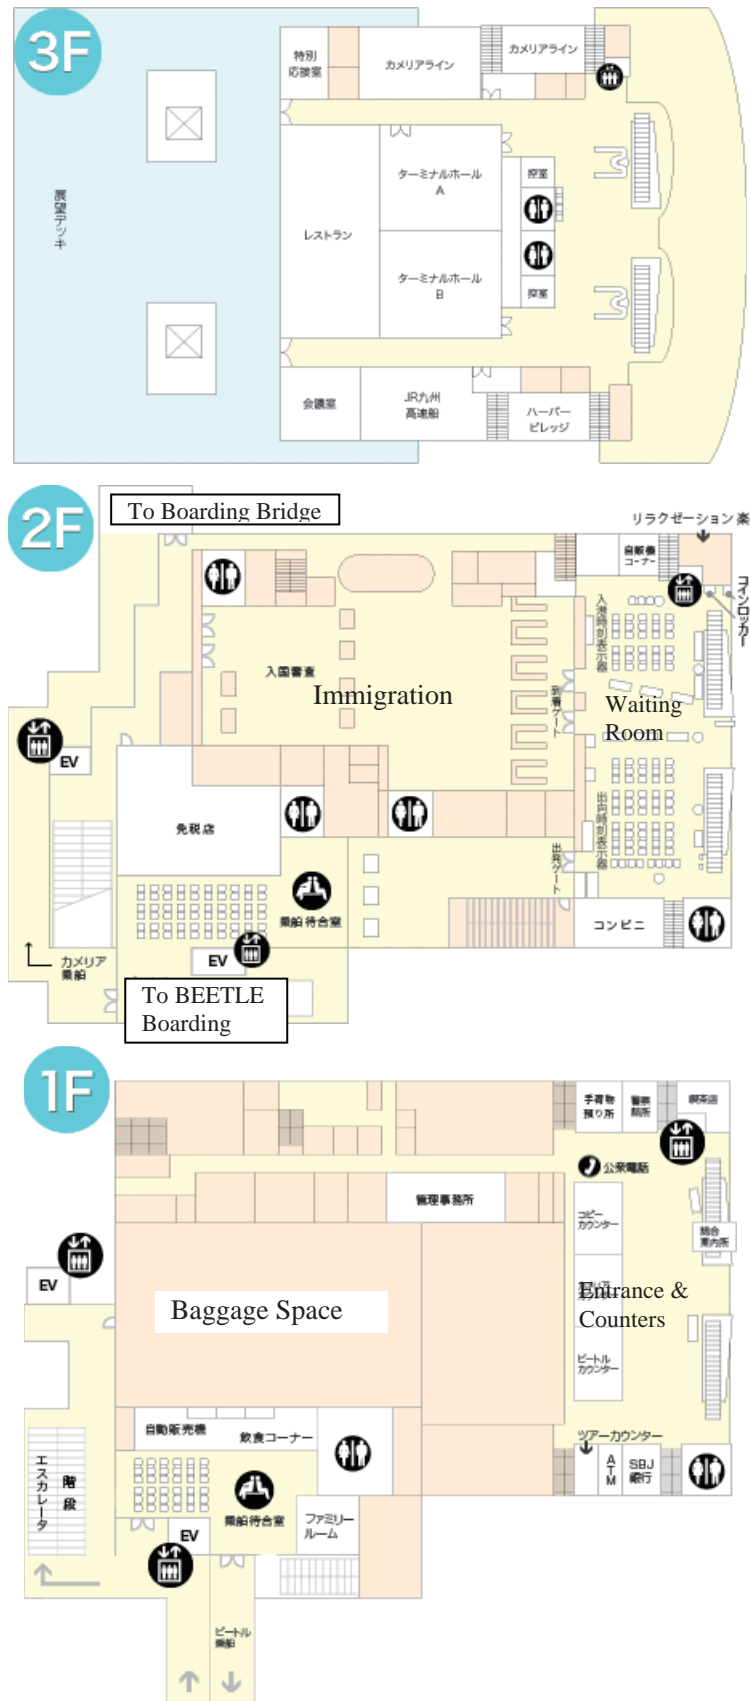 3F
特別
応接室
カメリアライン
カメリアライン
展望デッキ
ターミナルホール
A
控室
レストラン
ターミナルホール
B
控室
会議室
JR九州
高速船
ハーバー
ビレッジ
2F
To Boarding Bridge
リラクゼーション楽
自販機
コーナー
コインロッカー
入港時刻表示器
入国審査
Immigration
到着ゲート
Waiting
Room
EV
免税店
出向時刻表示器
出発ゲート
乗船待合室
コンビニ
EV
カメリア
乗船
To BEETLE
Boarding
1F
手荷物
預り所
警察
詰所
喫茶店
公衆電話
管理事務所
コピー
カウンター
総合
案内所
EV
Baggage Space
Entrance &
Counters
カウンター
ビートル
カウンター
自動販売機
飲食コーナー
ツアーカウンター
ATM
SBJ
銀行
エスカレータ
階段
乗船待合室
ファミリー
ルーム
EV
ビートル
乗船